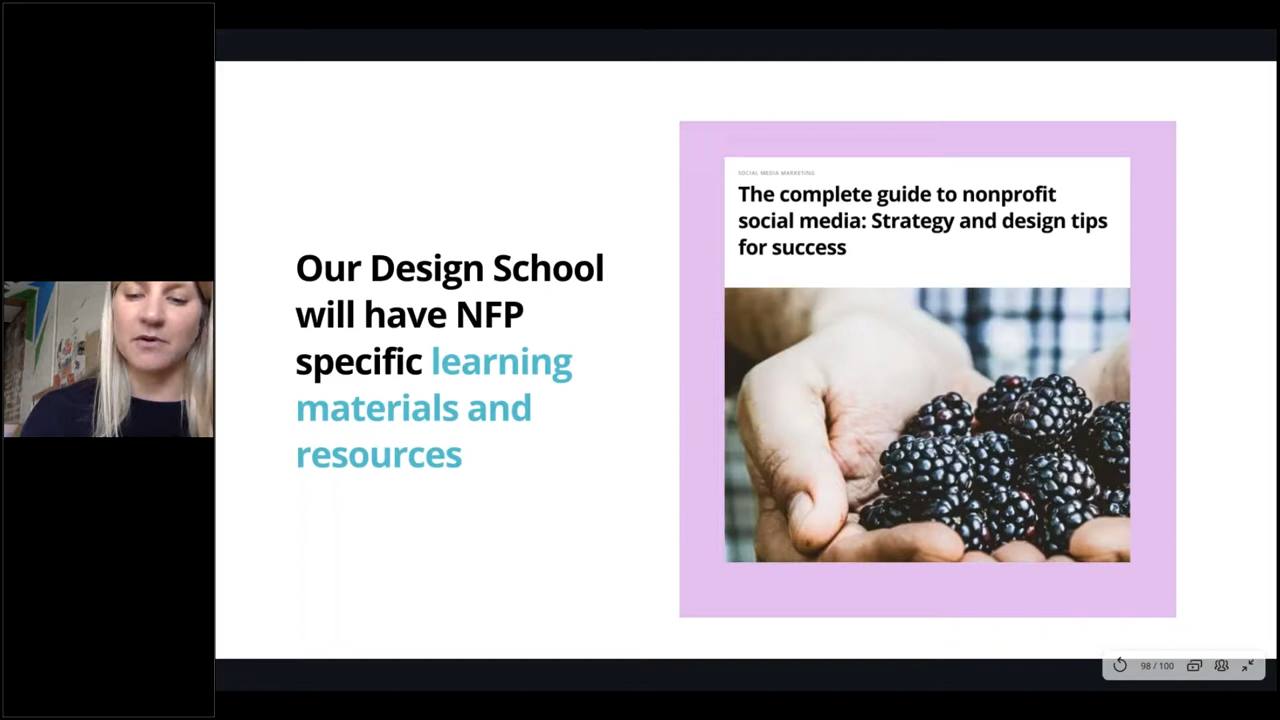 Our Design School
will have NFP
specific learning
materials and
resources
SOCIAL MEDIA MARKETING
The complete guide to nonprofit
social media: Strategy and design tips
for success
98 / 100